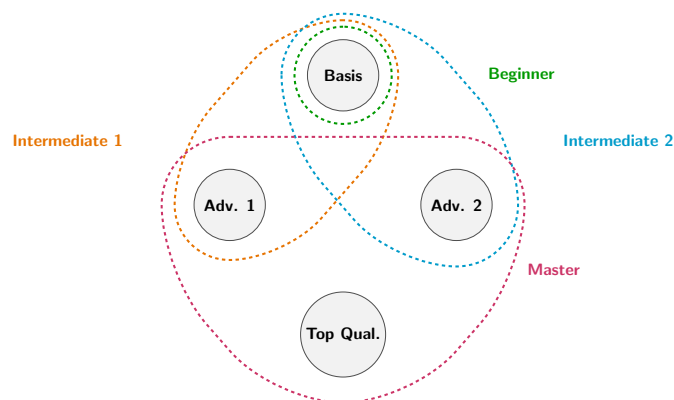 Basis
Beginner
Intermediate 1
Intermediate 2
Adv. 1
Adv. 2
Master
Top Qual.